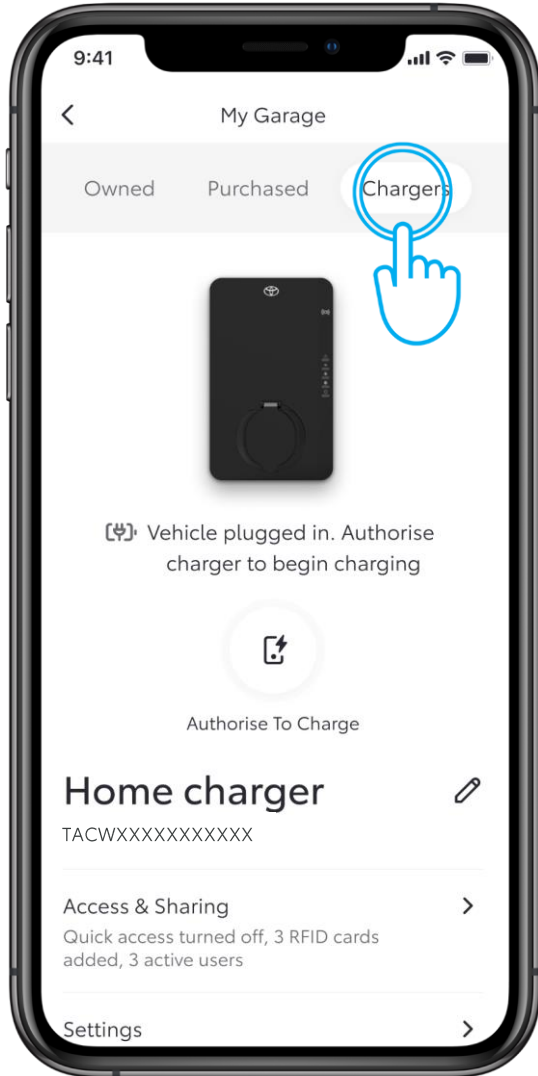 9:41
My Garage
Owned Purchased Chargers
Vehicle plugged in. Authorise
charger to begin charging
Authorise To Charge
Home charger
TACWXXXXXXXXXXX
Access & Sharing
Quick access turned off, 3 RFID cards
added, 3 active users
Settings